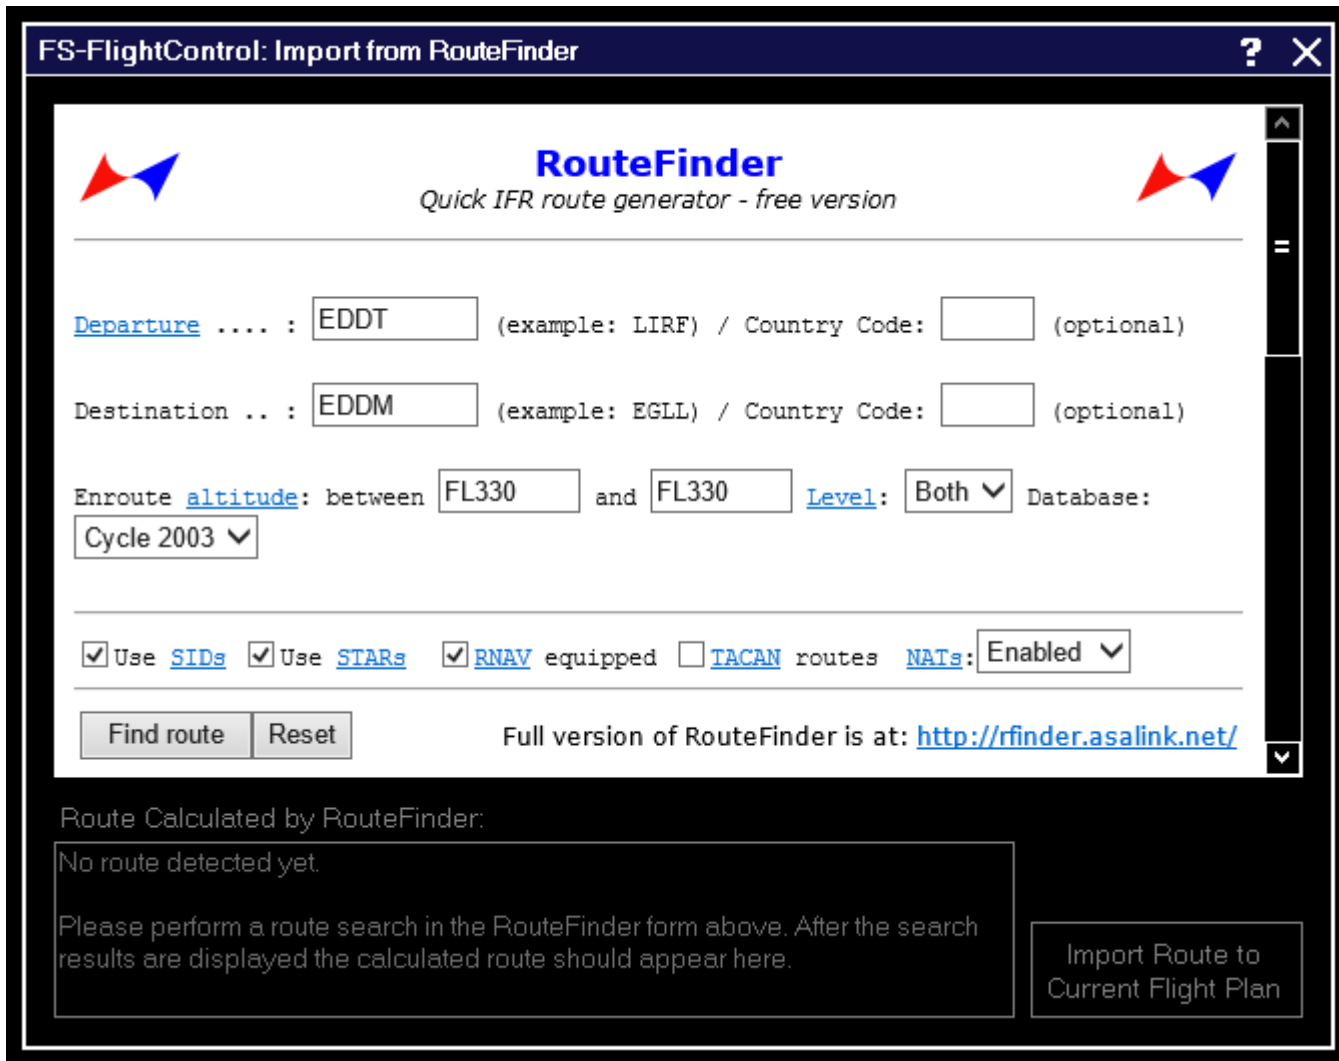 FS-FlightControl: Import from RouteFinder ?
RouteFinder
Quick IFR route generator - free version
Departure .... : EDDT (example: LIRF) / Country Code: (optional)
Destination .. : EDDM (example: EGLL) / Country Code: (optional)
Enroute altitude: between FL330 and FL330 Level: Both Database:
Cycle 2003
Use SIDs Use STARs RNAV equipped TACAN routes NATs: Enabled
Find route Reset Full version of RouteFinder is at: http://rfinder.asalink.net/
Route Calculated by RouteFinder:
No route detected yet.
Please perform a route search in the RouteFinder form above. After the search
results are displayed the calculated route should appear here.
Import Route to
Current Flight Plan